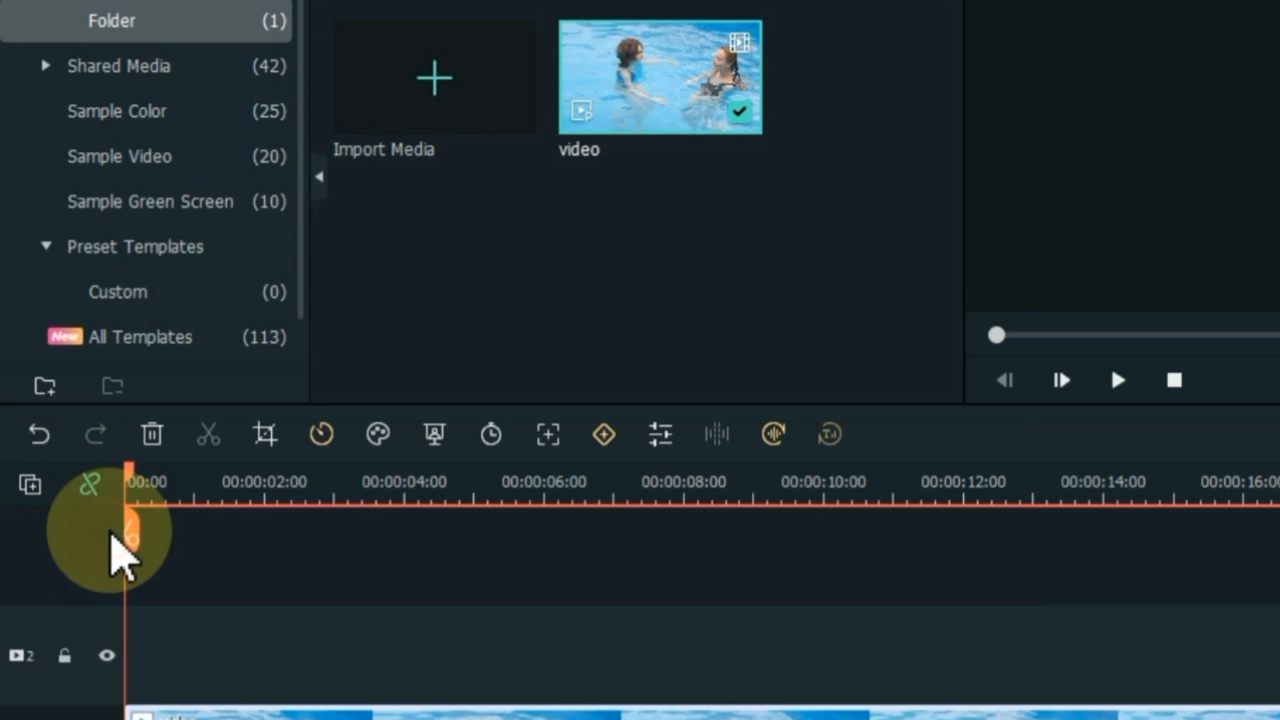 Folder (1)
Shared Media (42)
Sample Color (25)
Sample Video (20)
Sample Green Screen (10)
Preset Templates
Custom (0)
New All Templates (113)
Import Media
video
00:00 00:00:02:00 00:00:04:00 00:00:06:00 00:00:08:00 00:00:10:00 00:00:12:00 00:00:14:00 00:00:16:00
2
video